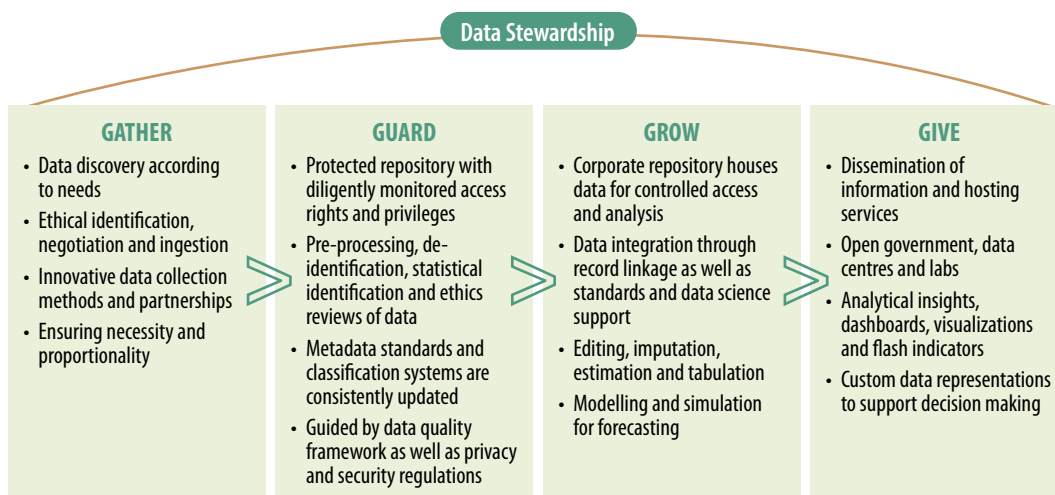 Data Stewardship
GATHER
• Data discovery according
to needs
• Ethical identification,
negotiation and ingestion
• Innovative data collection
methods and partnerships
• Ensuring necessity and
proportionality
GUARD
• Protected repository with
diligently monitored access
rights and privileges
• Pre-processing, de-
identification, statistical
identification and ethics
reviews of data
• Metadata standards and
classification systems are
consistently updated
• Guided by data quality
framework as well as privacy
and security regulations
GROW
• Corporate repository houses
data for controlled access
and analysis
• Data integration through
record linkage as well as
standards and data science
support
• Editing, imputation,
estimation and tabulation
• Modelling and simulation
for forecasting
GIVE
• Dissemination of
information and hosting
services
• Open government, data
centres and labs
• Analytical insights,
dashboards, visualizations
and flash indicators
• Custom data representations
to support decision making